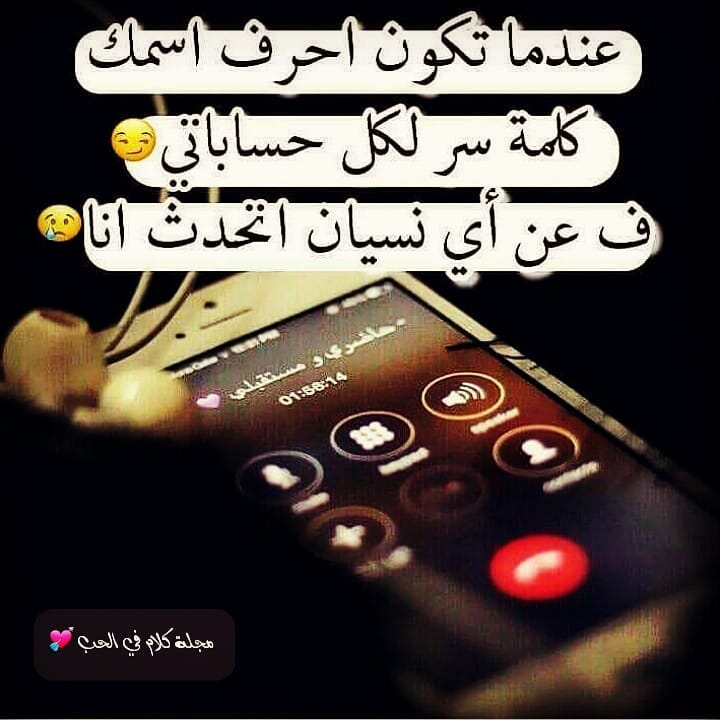 عندما تكون احرف اسمك
كلمة سر لكل حساباتي😏
ف عن أي نسيان اتحدث انا😢
حاضري و مستقبلي 💗
01:58:14
speaker
مجلة كلام في الحب 💘